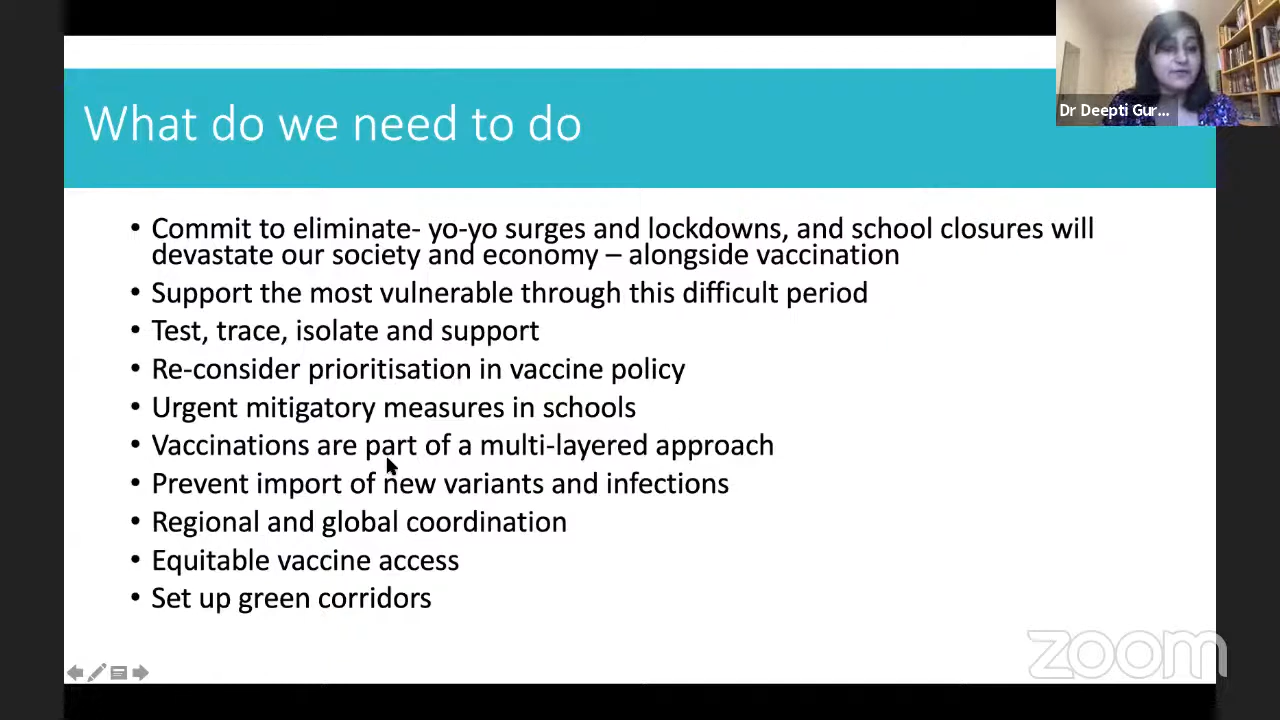 What do we need to do
Dr Deepti Gur...
• Commit to eliminate- yo-yo surges and lockdowns, and school closures will
devastate our society and economy – alongside vaccination
• Support the most vulnerable through this difficult period
• Test, trace, isolate and support
• Re-consider prioritisation in vaccine policy
• Urgent mitigatory measures in schools
• Vaccinations are part of a multi-layered approach
• Prevent import of new variants and infections
• Regional and global coordination
• Equitable vaccine access
• Set up green corridors
zoom